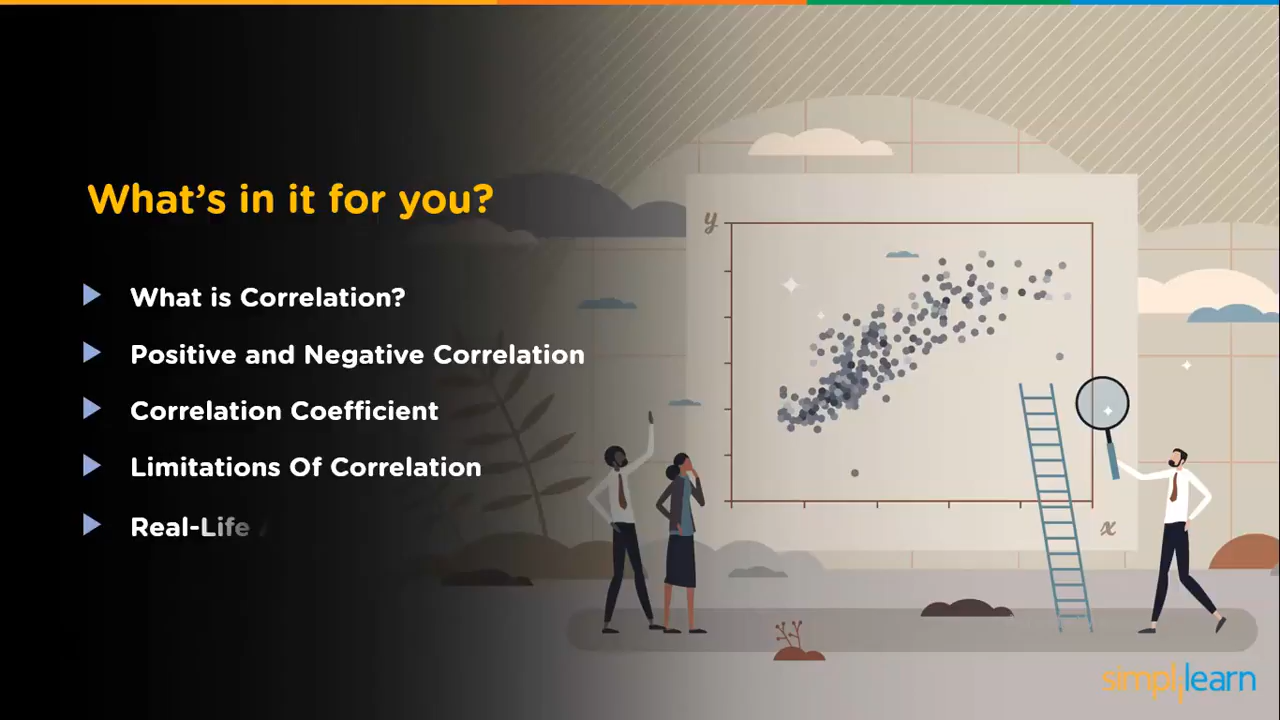 What's in it for you?
What is Correlation?
Positive and Negative Correlation
Correlation Coefficient
Limitations Of Correlation
Real-Life
y
x
simplilearn